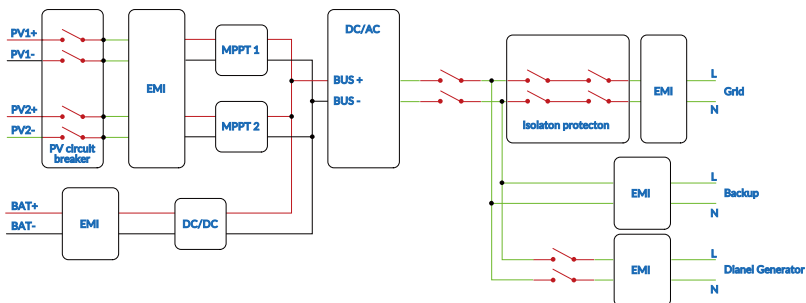 PV1+
PV1-
PV2+
PV2-
PV circuit
breaker
EMI
MPPT 1
MPPT 2
BAT+
BAT-
EMI
DC/DC
DC/AC
BUS +
BUS -
Isolaton protecton
EMI
L
Grid
N
EMI
L
Backup
N
EMI
L
Dianel Generator
N